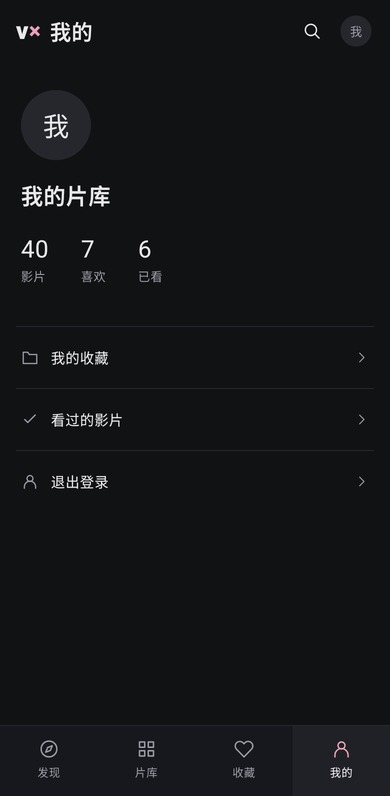 vx 我的
我
我
我的片库
40 7 6
影片 喜欢 已看
我的收藏
看过的影片
退出登录
发现 片库 收藏 我的